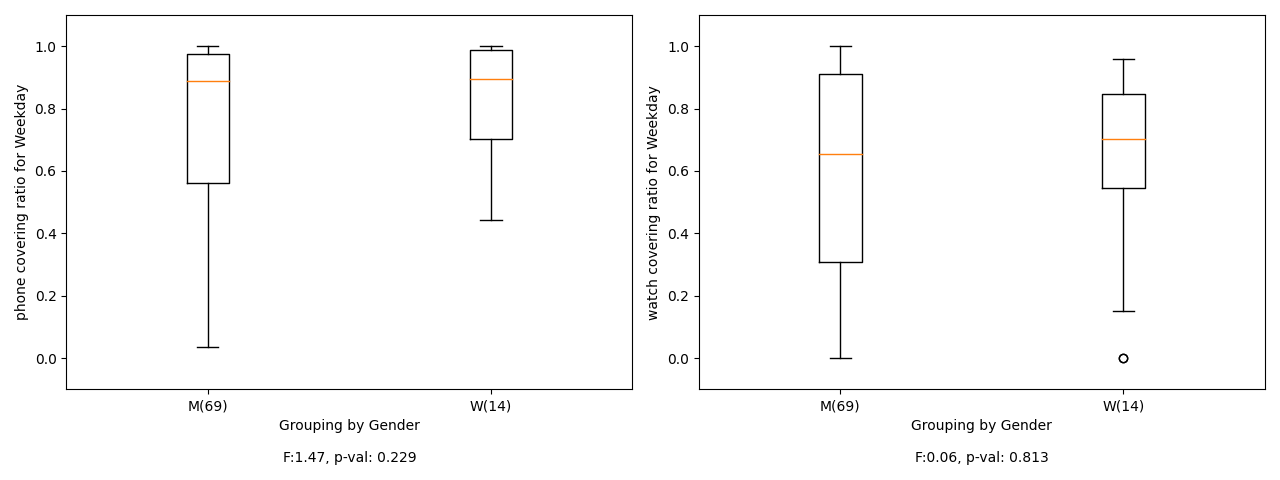 phone covering ratio for Weekday
1.0
0.8
0.6
0.4
0.2
0.0
M(69)
W(14)
Grouping by Gender
F:1.47, p-val: 0.229
watch covering ratio for Weekday
1.0
0.8
0.6
0.4
0.2
0.0
M(69)
W(14)
Grouping by Gender
F:0.06, p-val: 0.813